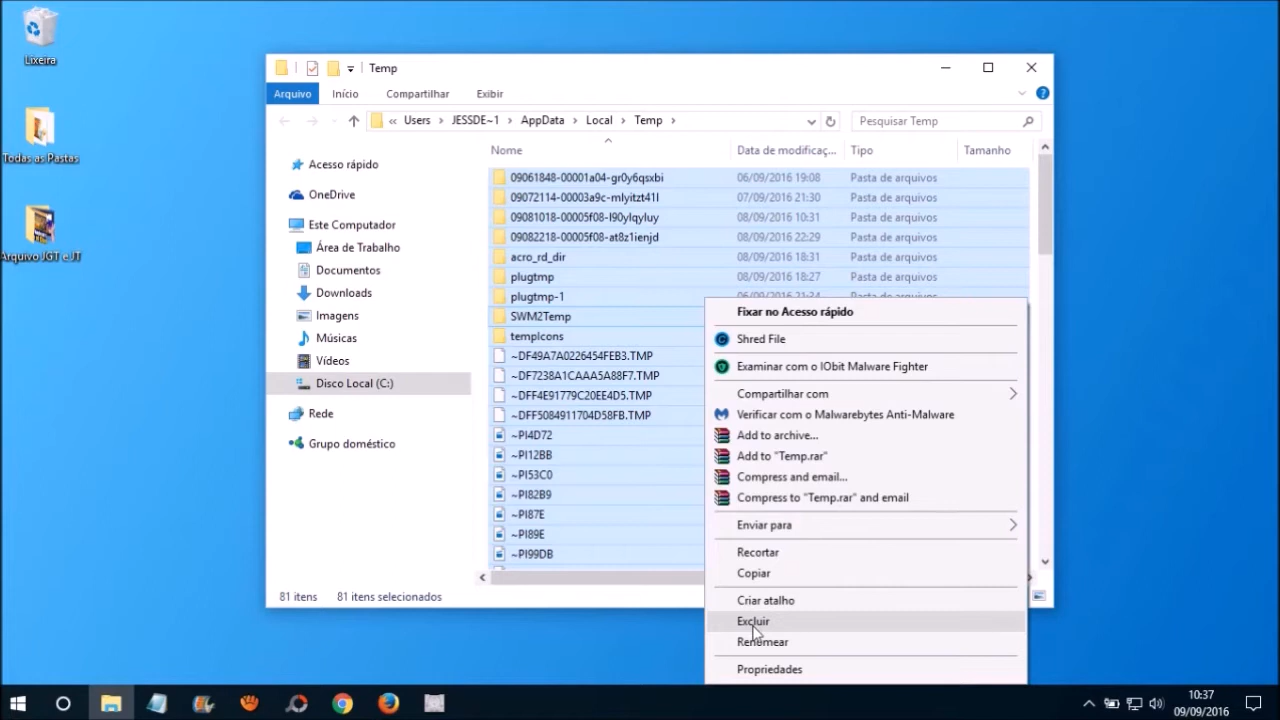 Lixeira
Todas as Pastas
Arquivo JGT e JT
Temp
Arquivo Início Compartilhar Exibir
« Users > JESSDE~1 > AppData > Local > Temp >
Pesquisar Temp
Nome Data de modificaç... Tipo Tamanho
Acesso rápido
OneDrive
Este Computador
Área de Trabalho
Documentos
Downloads
Imagens
Músicas
Vídeos
Disco Local (C:)
Rede
Grupo doméstico
09061848-00001a04-gr0y6qsxbi 06/09/2016 19:08 Pasta de arquivos
09072114-00003a9c-mlyitzt41l 07/09/2016 21:30 Pasta de arquivos
09081018-00005f08-l90ylqyluy 08/09/2016 10:31 Pasta de arquivos
09082218-00005f08-at8z1ienjd 08/09/2016 22:29 Pasta de arquivos
acro_rd_dir 08/09/2016 18:31 Pasta de arquivos
plugtmp 08/09/2016 18:27 Pasta de arquivos
plugtmp-1 06/09/2016 21:34 Pasta de arquivos
SWM2Temp
tempIcons
~DF49A7A0226454FEB3.TMP
~DF7238A1CAAA5A88F7.TMP
~DFF4E91779C20EE4D5.TMP
~DFF5084911704D58FB.TMP
~PI4D72
~PI12BB
~PI53C0
~PI82B9
~PI87E
~PI89E
~PI99DB
81 itens 81 itens selecionados
Fixar no Acesso rápido
Shred File
Examinar com o IObit Malware Fighter
Compartilhar com
Verificar com o Malwarebytes Anti-Malware
Add to archive...
Add to "Temp.rar"
Compress and email...
Compress to "Temp.rar" and email
Enviar para
Recortar
Copiar
Criar atalho
Excluir
Renomear
Propriedades
10:37
09/09/2016